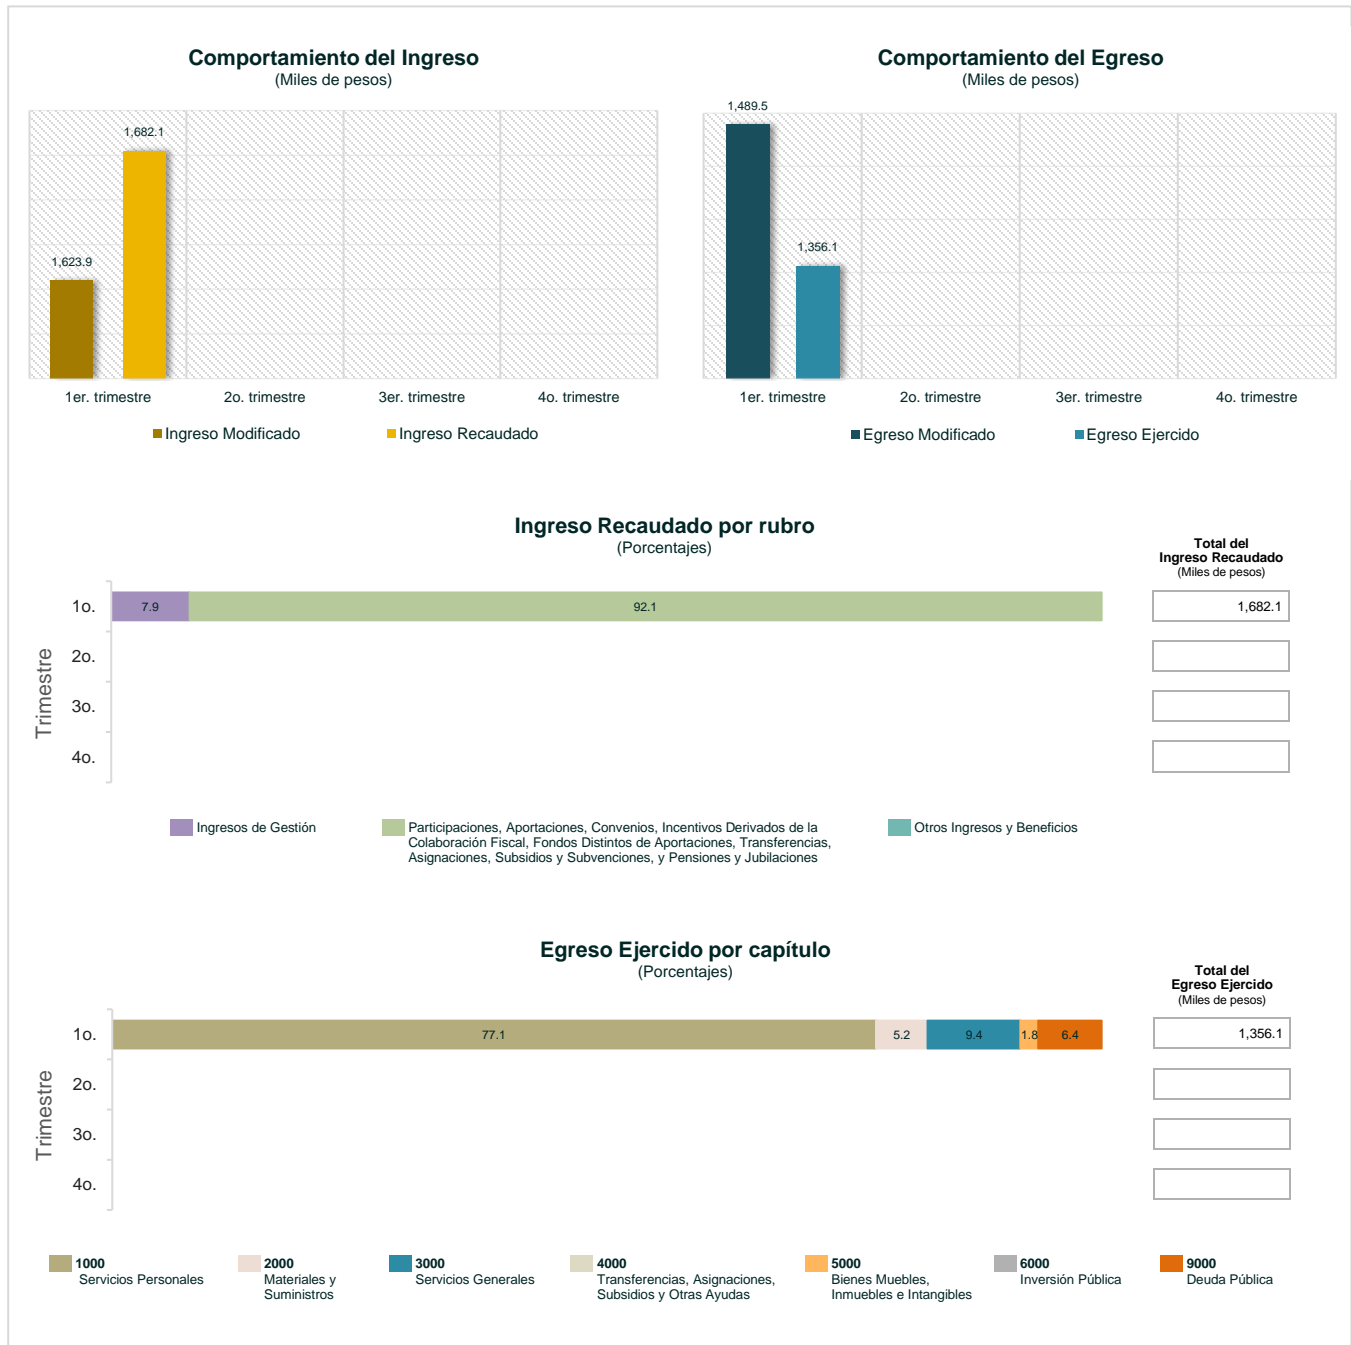 Comportamiento del Ingreso
(Miles de pesos)
1,682.1
1,623.9
1er. trimestre 2o. trimestre 3er. trimestre 4o. trimestre
Ingreso Modificado Ingreso Recaudado
Comportamiento del Egreso
(Miles de pesos)
1,489.5
1,356.1
1er. trimestre 2o. trimestre 3er. trimestre 4o. trimestre
Egreso Modificado Egreso Ejercido
Ingreso Recaudado por rubro
(Porcentajes)
Total del
Ingreso Recaudado
(Miles de pesos)
Trimestre
1o. 7.9 92.1 1,682.1
2o.
3o.
4o.
Ingresos de Gestión
Participaciones, Aportaciones, Convenios, Incentivos Derivados de la
Colaboración Fiscal, Fondos Distintos de Aportaciones, Transferencias,
Asignaciones, Subsidios y Subvenciones, y Pensiones y Jubilaciones
Otros Ingresos y Beneficios
Egreso Ejercido por capítulo
(Porcentajes)
Total del
Egreso Ejercido
(Miles de pesos)
Trimestre
1o. 77.1 5.2 9.4 1.8 6.4 1,356.1
2o.
3o.
4o.
1000
Servicios Personales
2000
Materiales y
Suministros
3000
Servicios Generales
4000
Transferencias, Asignaciones,
Subsidios y Otras Ayudas
5000
Bienes Muebles,
Inmuebles e Intangibles
6000
Inversión Pública
9000
Deuda Pública